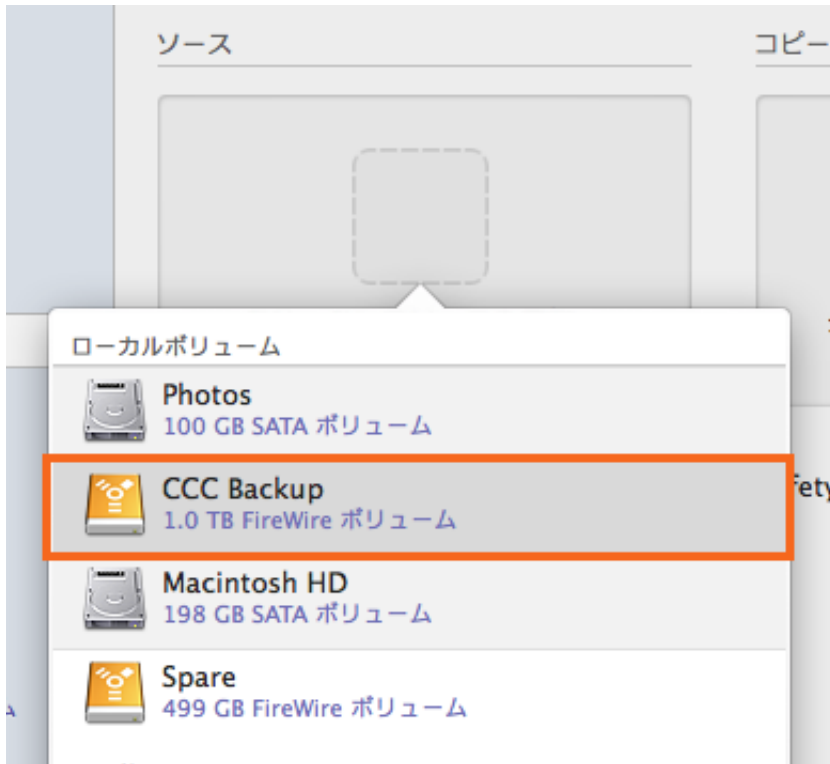 ソース
コピー
ローカルボリューム
Photos
100 GB SATA ボリューム
CCC Backup
1.0 TB FireWire ボリューム
fety
Macintosh HD
198 GB SATA ボリューム
Spare
499 GB FireWire ボリューム
ム